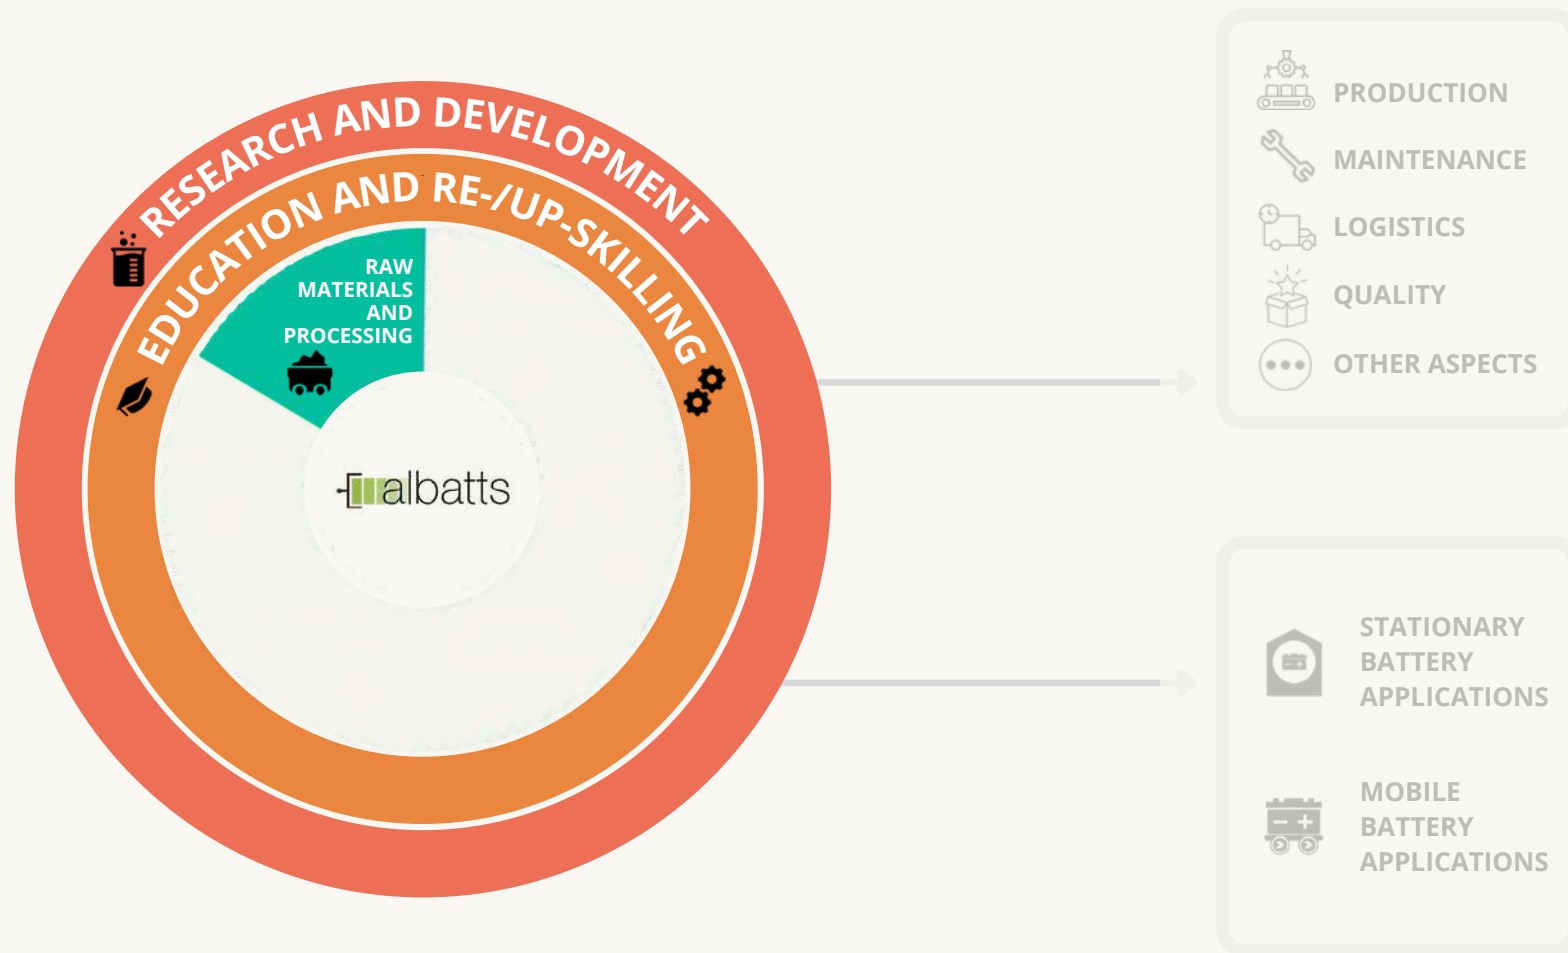 RESEARCH AND DEVELOPMENT
EDUCATION AND RE-/UP-SKILLING
RAW
MATERIALS
AND
PROCESSING
albatts
PRODUCTION
MAINTENANCE
LOGISTICS
QUALITY
OTHER ASPECTS
STATIONARY
BATTERY
APPLICATIONS
MOBILE
BATTERY
APPLICATIONS